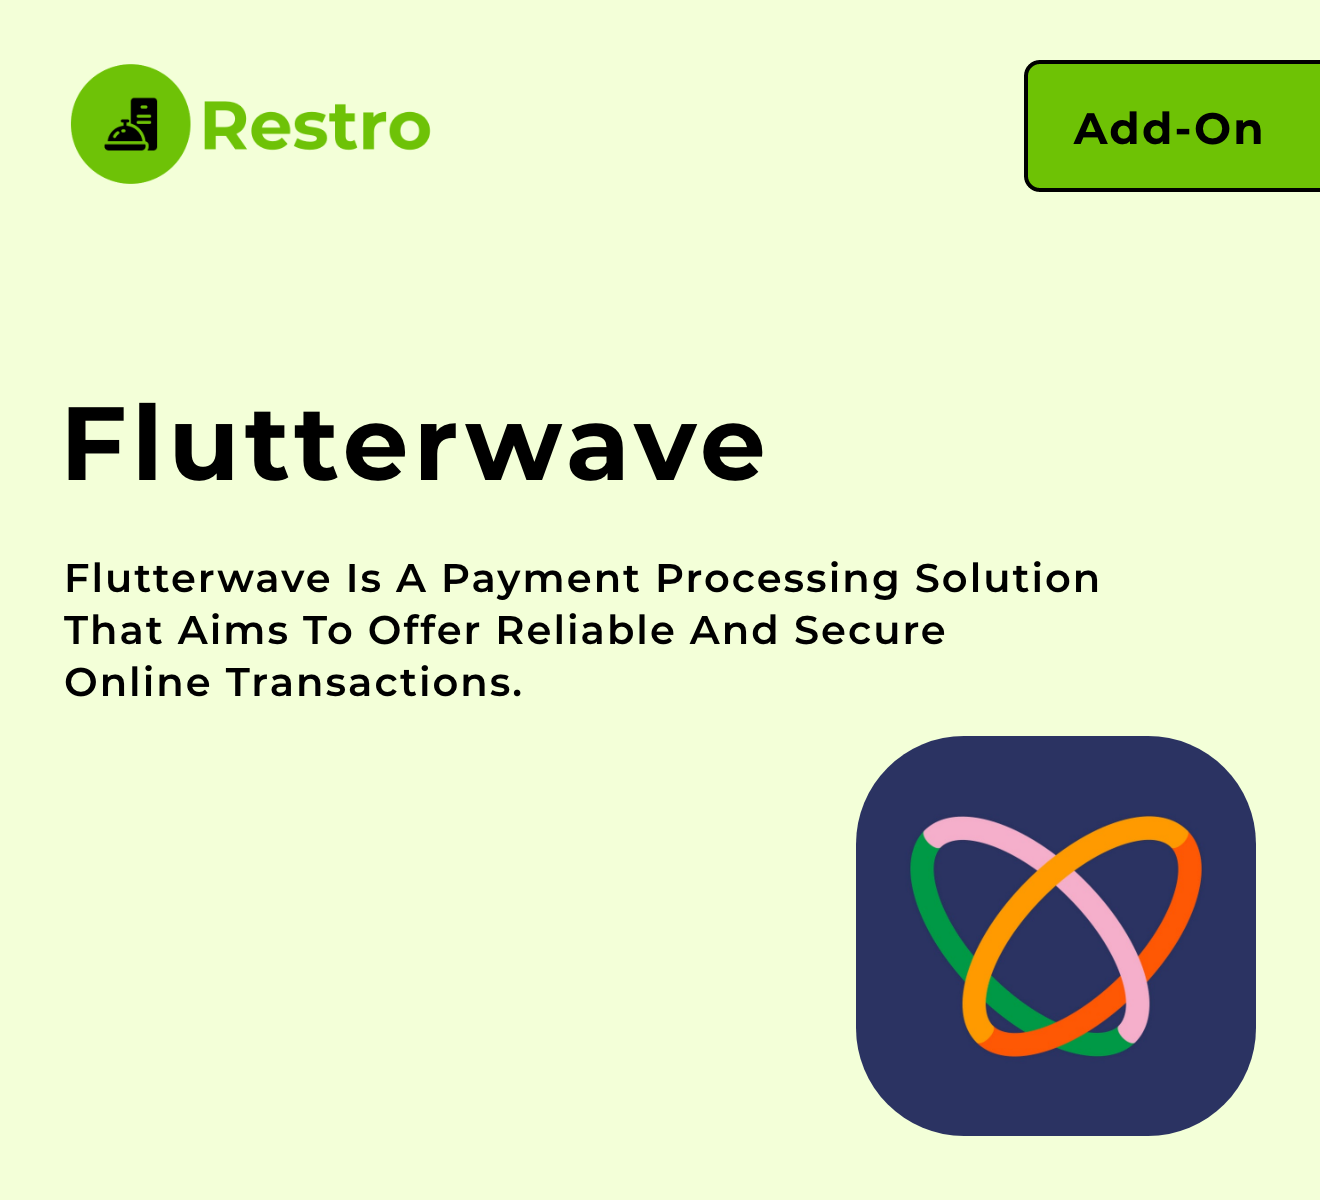 Restro
Add-On
Flutterwave
Flutterwave Is A Payment Processing Solution
That Aims To Offer Reliable And Secure
Online Transactions.